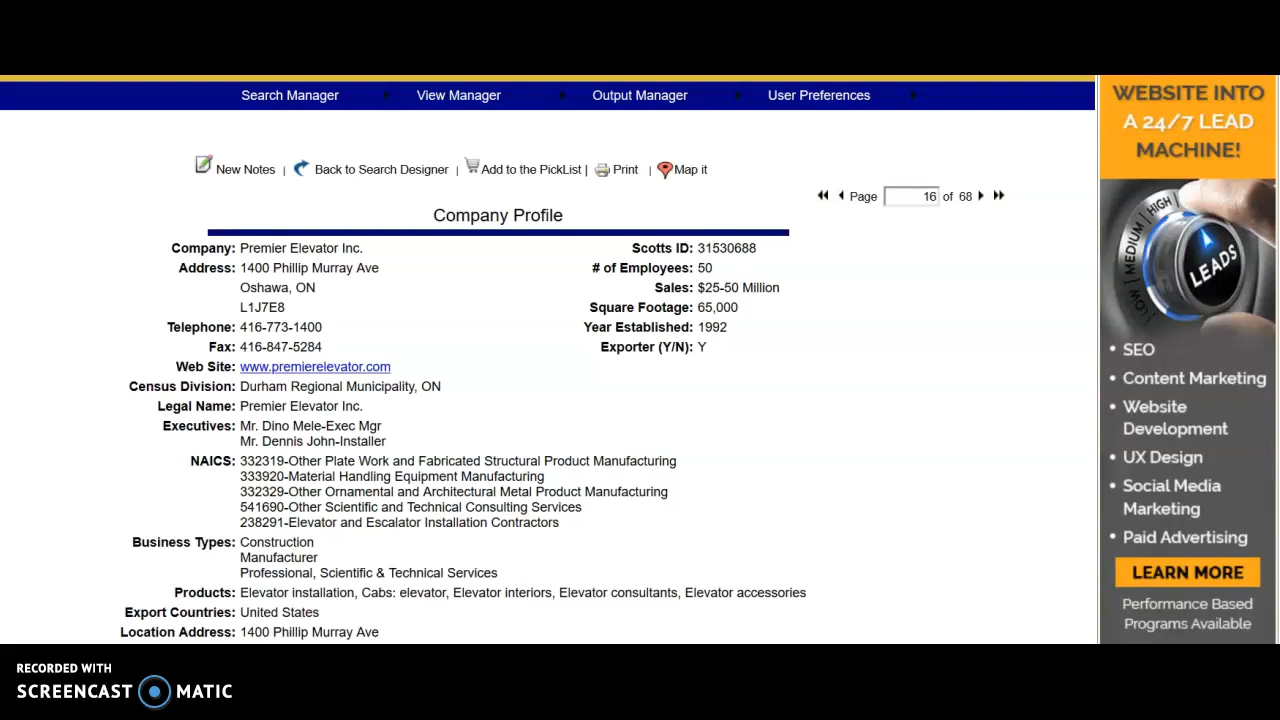 Search Manager View Manager Output Manager User Preferences
New Notes | Back to Search Designer | Add to the PickList | Print | Map it
Page 16 of 68
Company Profile
Company: Premier Elevator Inc.
Address: 1400 Phillip Murray Ave
Oshawa, ON
L1J7E8
Telephone: 416-773-1400
Fax: 416-847-5284
Web Site: www.premierelevator.com
Census Division: Durham Regional Municipality, ON
Legal Name: Premier Elevator Inc.
Executives: Mr. Dino Mele-Exec Mgr
Mr. Dennis John-Installer
Scotts ID: 31530688
# of Employees: 50
Sales: $25-50 Million
Square Footage: 65,000
Year Established: 1992
Exporter (Y/N): Y
NAICS: 332319-Other Plate Work and Fabricated Structural Product Manufacturing
333920-Material Handling Equipment Manufacturing
332329-Other Ornamental and Architectural Metal Product Manufacturing
541690-Other Scientific and Technical Consulting Services
238291-Elevator and Escalator Installation Contractors
Business Types: Construction
Manufacturer
Professional, Scientific & Technical Services
Products: Elevator installation, Cabs: elevator, Elevator interiors, Elevator consultants, Elevator accessories
Export Countries: United States
Location Address: 1400 Phillip Murray Ave
WEBSITE INTO
A 24/7 LEAD
MACHINE!
LOW MEDIUM HIGH
LEADS
• SEO
• Content Marketing
• Website
Development
• UX Design
• Social Media
Marketing
• Paid Advertising
LEARN MORE
Performance Based
Programs Available
RECORDED WITH
SCREENCAST MATIC